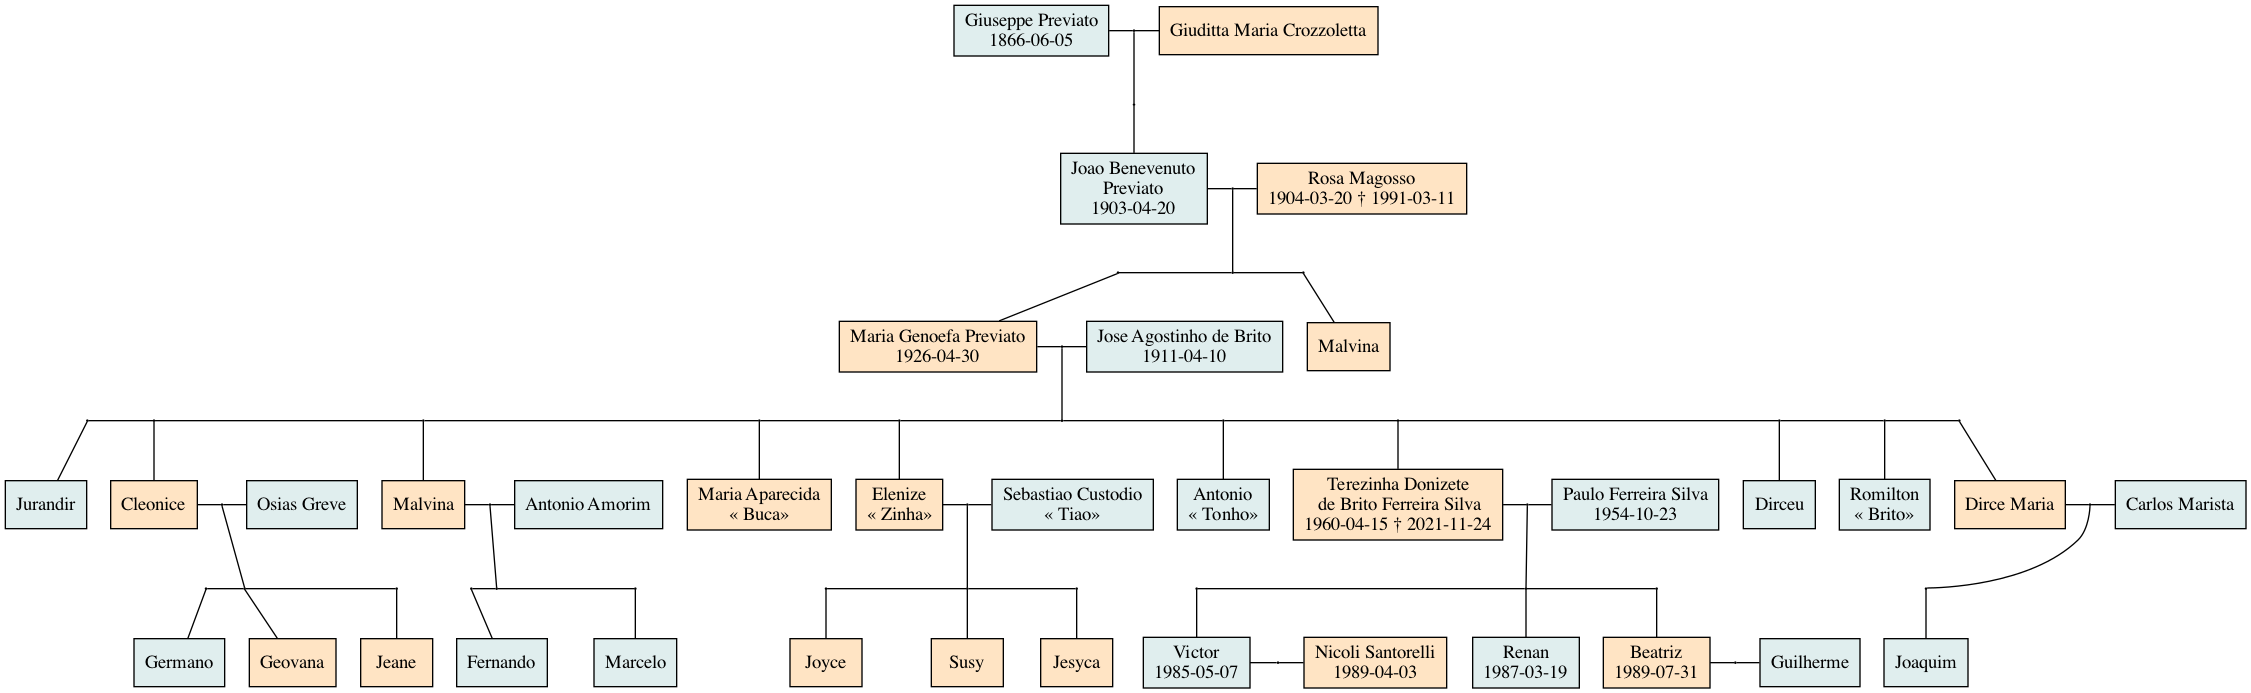 Giuseppe Previato
1866-06-05
Giuditta Maria Crozzoletta
Joao Benevenuto
Previato
1903-04-20
Rosa Magosso
1904-03-20 † 1991-03-11
Maria Genoefa Previato
1926-04-30
Jose Agostinho de Brito
1911-04-10
Malvina
Jurandir
Cleonice
Osias Greve
Malvina
Antonio Amorim
Maria Aparecida
« Buca»
Elenize
« Zinha»
Sebastiao Custodio
« Tiao»
Antonio
« Tonho»
Terezinha Donizete
de Brito Ferreira Silva
1960-04-15 † 2021-11-24
Paulo Ferreira Silva
1954-10-23
Dirceu
Romilton
« Brito»
Dirce Maria
Carlos Marista
Germano
Geovana
Jeane
Fernando
Marcelo
Joyce
Susy
Jesyca
Victor
1985-05-07
Nicoli Santorelli
1989-04-03
Renan
1987-03-19
Beatriz
1989-07-31
Guilherme
Joaquim